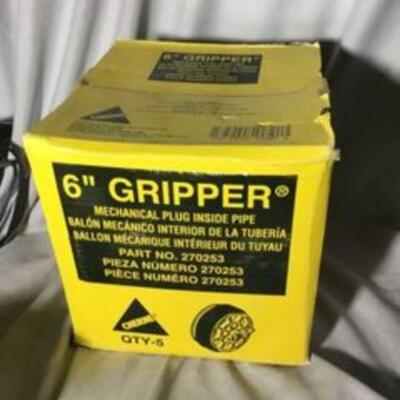 6" GRIPPER®
6" GRIPPER®
MECHANICAL PLUG INSIDE PIPE
BALÓN MECÁNICO INTERIOR DE LA TUBERÍA
BALLON MÉCANIQUE INTÉRIEUR DU TUYAU
PART NO. 270253
PIEZA NÚMERO 270253
PIÈCE NUMÉRO 270253
CHERNE
QTY-5